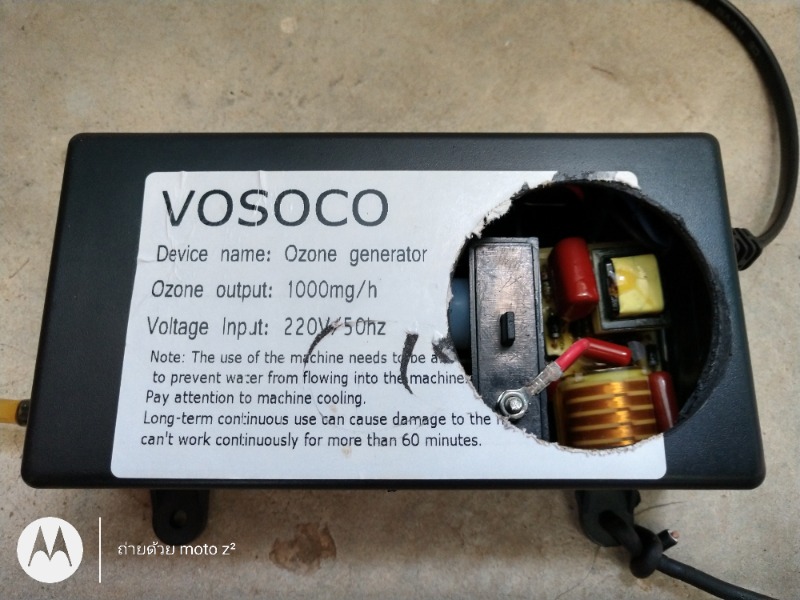 VOSOCO
Device name: Ozone generator
Ozone output: 1000mg/h
Voltage Input: 220V/50hz
Note: The use of the machine needs to be a
to prevent water from flowing into the machine.
Pay attention to machine cooling.
Long-term continuous use can cause damage to the
can't work continuously for more than 60 minutes.
ถ่ายด้วย moto z²